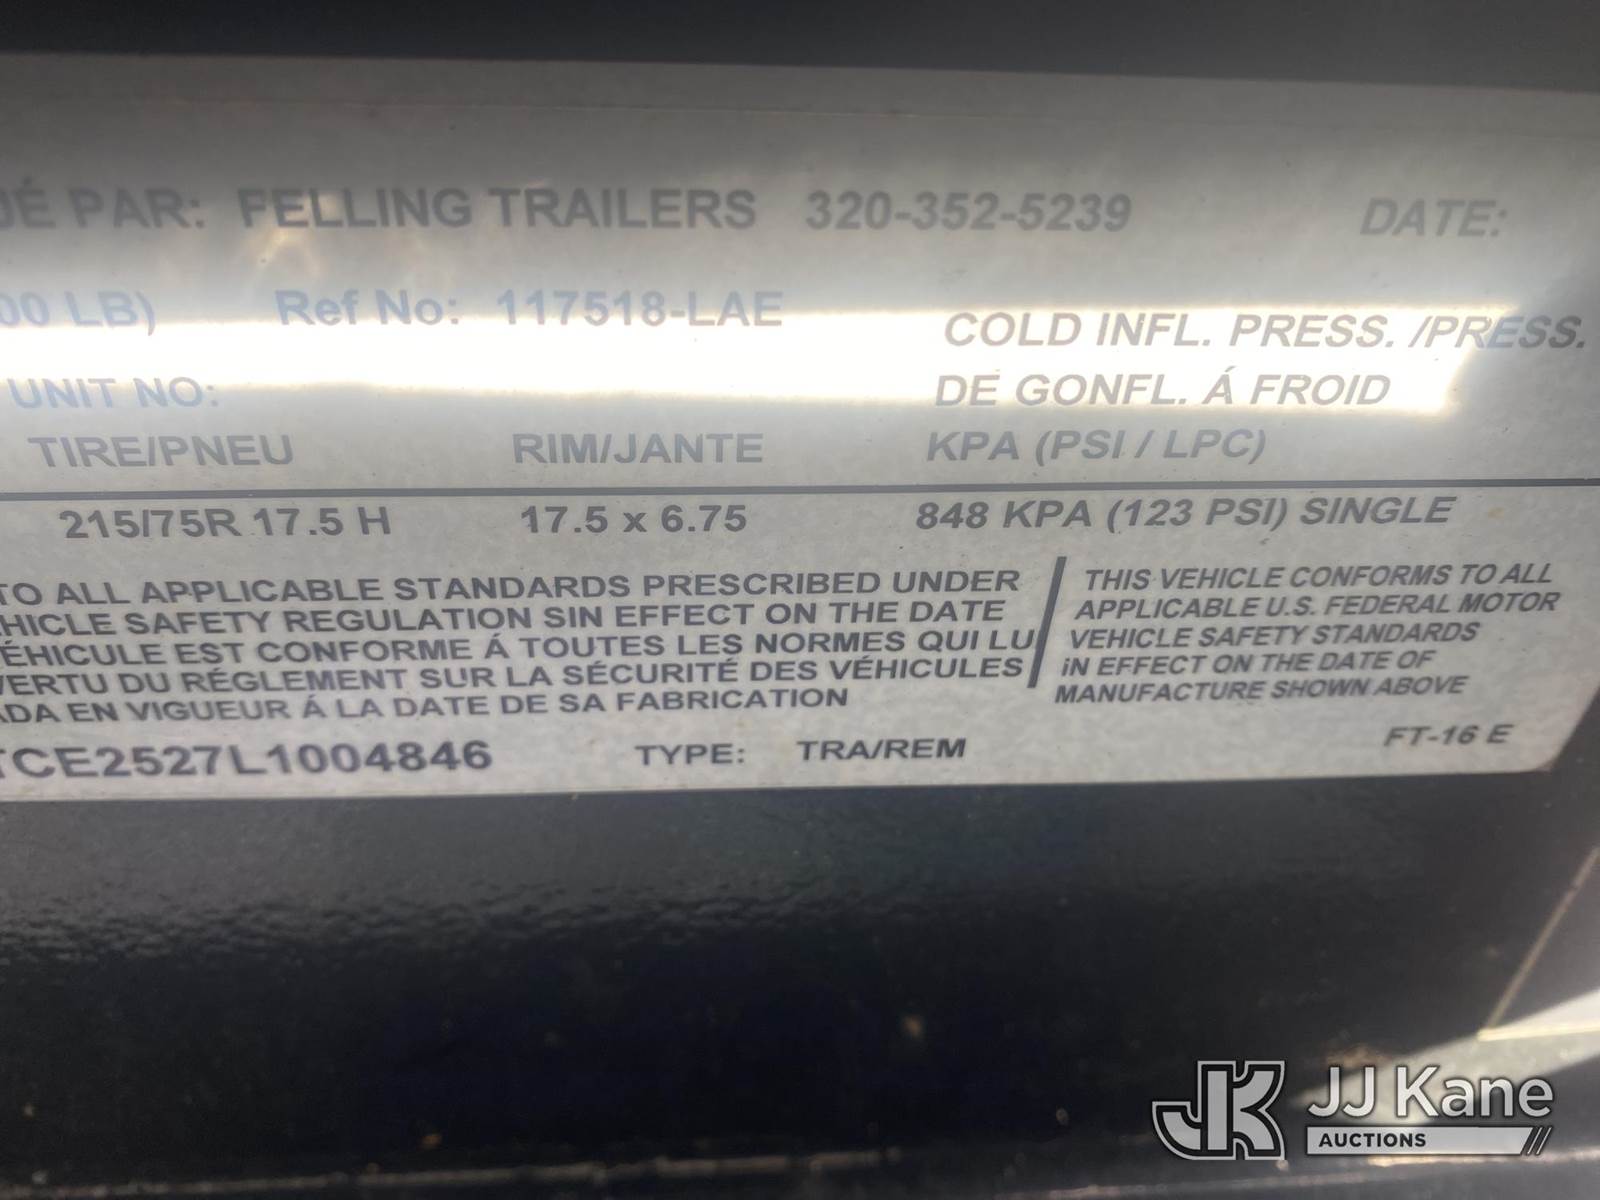 PAR: FELLING TRAILERS 320-352-5239 DATE:
00 LB) Ref No: 117518-LAE
COLD INFL. PRESS. /PRESS.
UNIT NO: DE GONFL. Á FROID
TIRE/PNEU RIM/JANTE KPA (PSI / LPC)
215/75R 17.5 H 17.5 x 6.75 848 KPA (123 PSI) SINGLE
TO ALL APPLICABLE STANDARDS PRESCRIBED UNDER
HICLE SAFETY REGULATION SIN EFFECT ON THE DATE
ÉHICULE EST CONFORME Á TOUTES LES NORMES QUI LU
VERTU DU RÉGLEMENT SUR LA SÉCURITÉ DES VÉHICULES
DA EN VIGUEUR Á LA DATE DE SA FABRICATION
THIS VEHICLE CONFORMS TO ALL
APPLICABLE U.S. FEDERAL MOTOR
VEHICLE SAFETY STANDARDS
iN EFFECT ON THE DATE OF
MANUFACTURE SHOWN ABOVE
TCE2527L1004846 TYPE: TRA/REM FT-16 E
JK JJ Kane
AUCTIONS